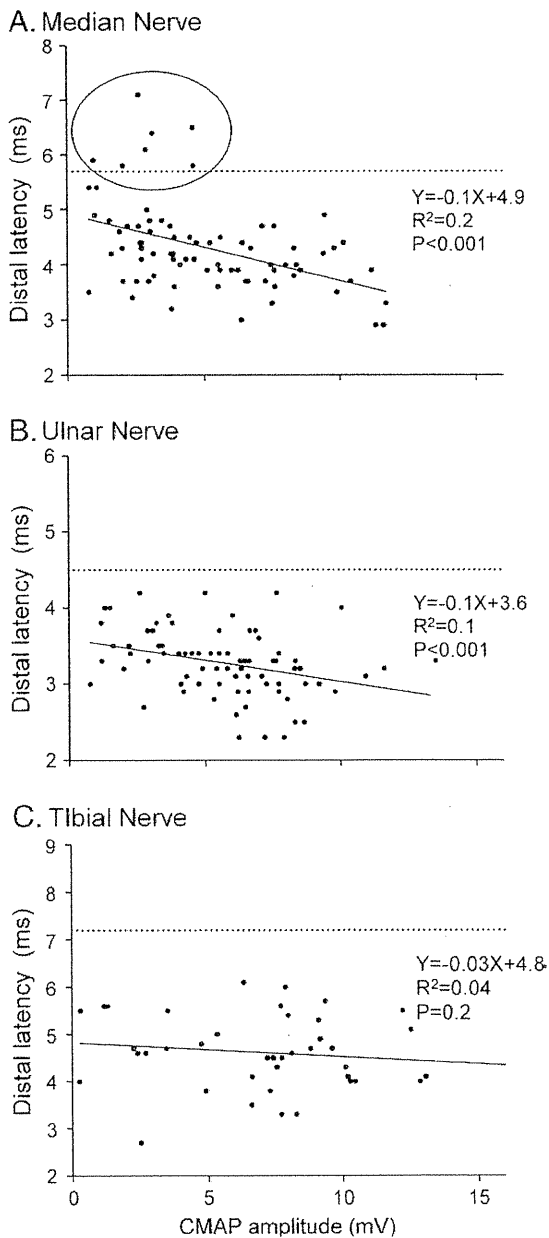 A. Median Nerve
8
7
6
5
4
3
2
Distal latency (ms)
Y=-0.1X+4.9
R²=0.2
P<0.001
B. Ulnar Nerve
6
5
4
3
2
Distal latency (ms)
Y=-0.1X+3.6
R²=0.1
P<0.001
C. TIbial Nerve
9
8
7
6
5
4
3
2
Distal latency (ms)
Y=-0.03X+4.8
R²=0.04
P=0.2
0 5 10 15
CMAP amplitude (mV)